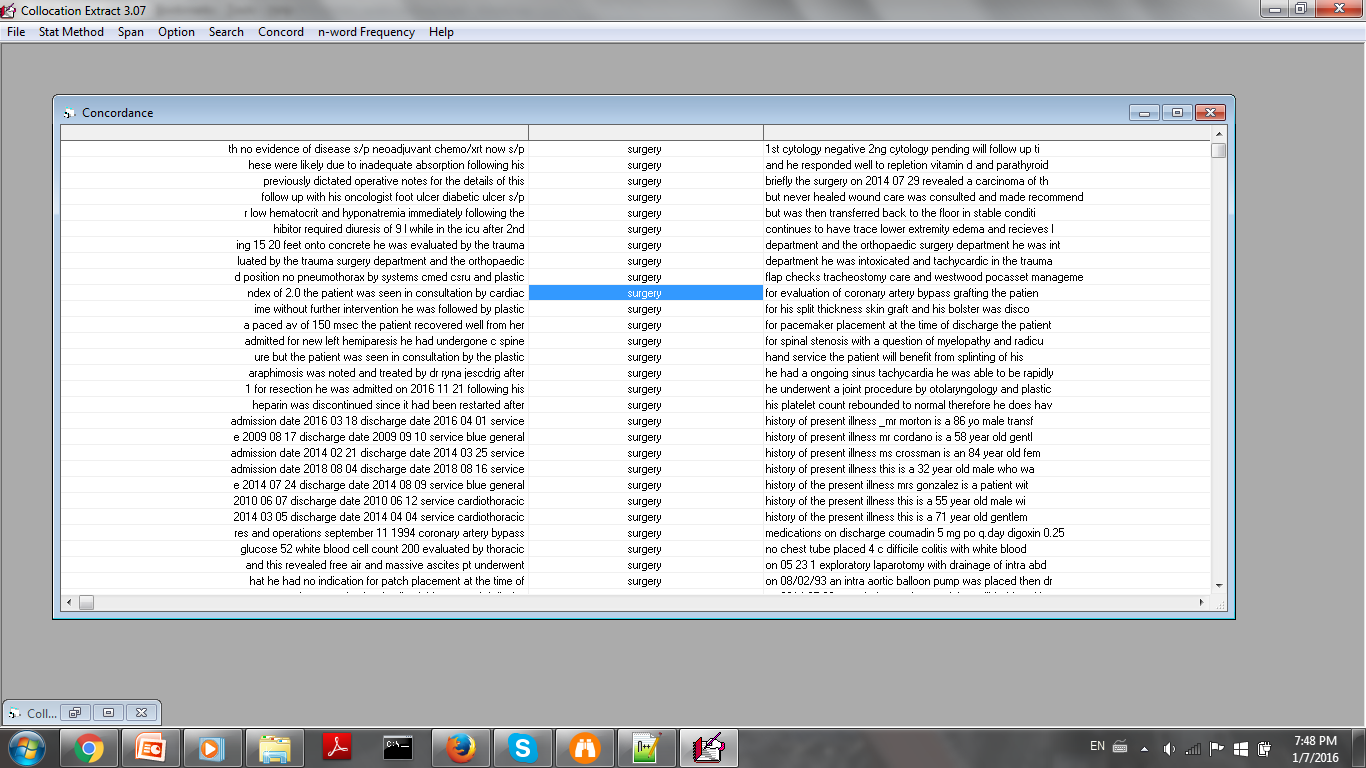 Collocation Extract 3.07
File Stat Method Span Option Search Concord n-word Frequency Help
Concordance
th no evidence of disease s/p neoadjuvant chemo/xrt now s/p surgery 1st cytology negative 2ng cytology pending will follow up ti
hese were likely due to inadequate absorption following his surgery and he responded well to repletion vitamin d and parathyroid
previously dictated operative notes for the details of this surgery briefly the surgery on 2014 07 29 revealed a carcinoma of th
follow up with his oncologist foot ulcer diabetic ulcer s/p surgery but never healed wound care was consulted and made recommend
r low hematocrit and hyponatremia immediately following the surgery but was then transferred back to the floor in stable conditi
hibitor required diuresis of 9 l while in the icu after 2nd surgery continues to have trace lower extremity edema and recieves l
ing 15 20 feet onto concrete he was evaluated by the trauma surgery department and the orthopaedic surgery department he was int
luated by the trauma surgery department and the orthopaedic surgery department he was intoxicated and tachycardic in the trauma
d position no pneumothorax by systems cmed csru and plastic surgery flap checks tracheostomy care and westwood pocasset manageme
ndex of 2.0 the patient was seen in consultation by cardiac surgery for evaluation of coronary artery bypass grafting the patien
ime without further intervention he was followed by plastic surgery for his split thickness skin graft and his bolster was disco
a paced av of 150 msec the patient recovered well from her surgery for pacemaker placement at the time of discharge the patient
admitted for new left hemiparesis he had undergone c spine surgery for spinal stenosis with a question of myelopathy and radicu
ure but the patient was seen in consultation by the plastic surgery hand service the patient will benefit from splinting of his
araphimosis was noted and treated by dr ryna jescdrig after surgery he had a ongoing sinus tachycardia he was able to be rapidly
1 for resection he was admitted on 2016 11 21 following his surgery he underwent a joint procedure by otolaryngology and plastic
heparin was discontinued since it had been restarted after surgery his platelet count rebounded to normal therefore he does hav
admission date 2016 03 18 discharge date 2016 04 01 service surgery history of present illness _mr morton is a 86 yo male transf
e 2009 08 17 discharge date 2009 09 10 service blue general surgery history of present illness mr cordano is a 58 year old gentl
admission date 2014 02 21 discharge date 2014 03 25 service surgery history of present illness ms crossman is an 84 year old fem
admission date 2018 08 04 discharge date 2018 08 16 service surgery history of present illness this is a 32 year old male who wa
e 2014 07 24 discharge date 2014 08 09 service blue general surgery history of the present illness mrs gonzalez is a patient wit
2010 06 07 discharge date 2010 06 12 service cardiothoracic surgery history of the present illness this is a 55 year old male wi
2014 03 05 discharge date 2014 04 04 service cardiothoracic surgery history of the present illness this is a 71 year old gentlem
res and operations september 11 1994 coronary artery bypass surgery medications on discharge coumadin 5 mg po q.day digoxin 0.25
glucose 52 white blood cell count 200 evaluated by thoracic surgery no chest tube placed 4 c difficile colitis with white blood
and this revealed free air and massive ascites pt underwent surgery on 05 23 1 exploratory laparotomy with drainage of intra abd
hat he had no indication for patch placement at the time of surgery on 08/02/93 an intra aortic balloon pump was placed then dr
Coll...
EN
7:48 PM
1/7/2016